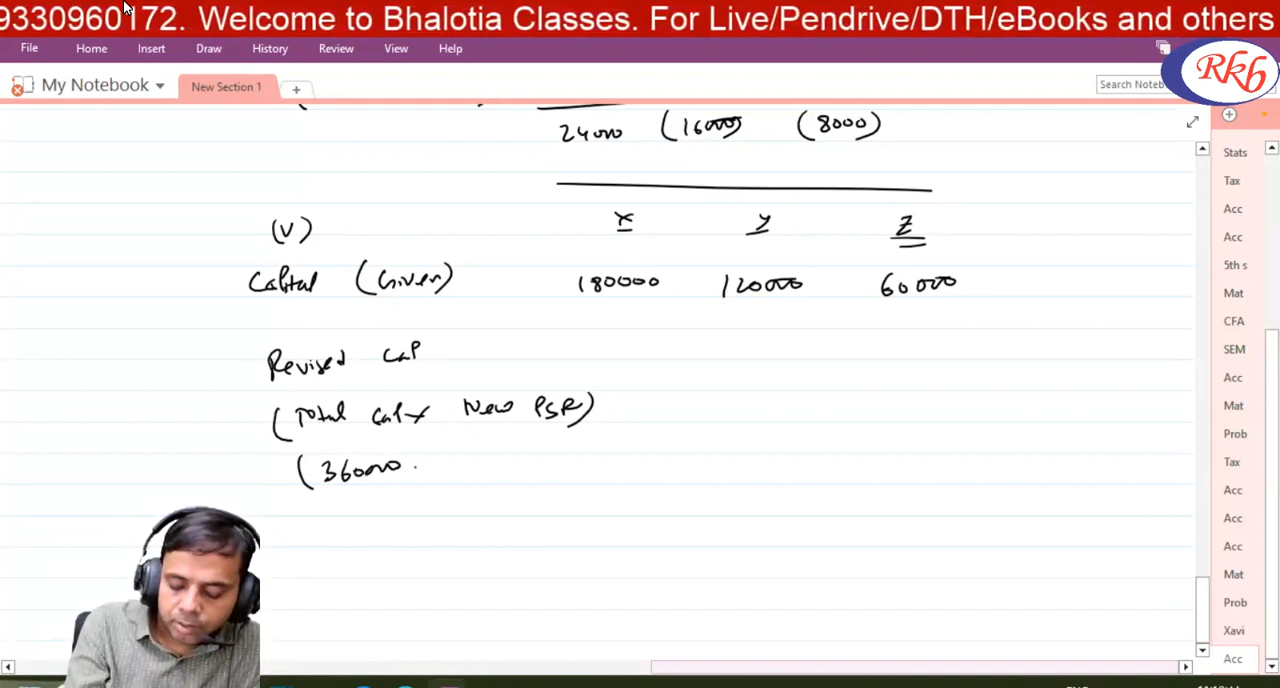 9330960172. Welcome to Bhalotia Classes. For Live/Pendrive/DTH/eBooks and others
File Home Insert Draw History Review View Help
Rkb
My Notebook New Section 1 + Search Noteb
24000 (16000) (8000)
(V) X Y Z
Capital (Given) 180000 120000 60000
Revised Cap
(Total Cap x New PSR)
(360000
Stats
Tax
Acc
Acc
5th s
Mat
CFA
SEM
Acc
Mat
Prob
Tax
Acc
Acc
Acc
Mat
Prob
Xavi
Acc